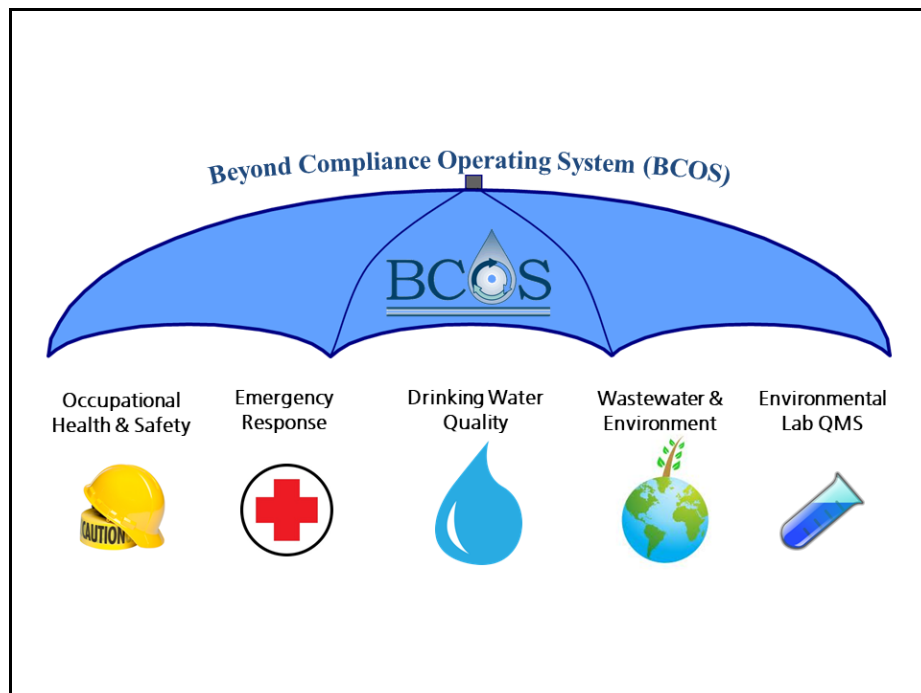 Beyond Compliance Operating System (BCOS)
BCOS
Occupational
Health & Safety
Emergency
Response
Drinking Water
Quality
Wastewater &
Environment
Environmental
Lab QMS
CAUTION